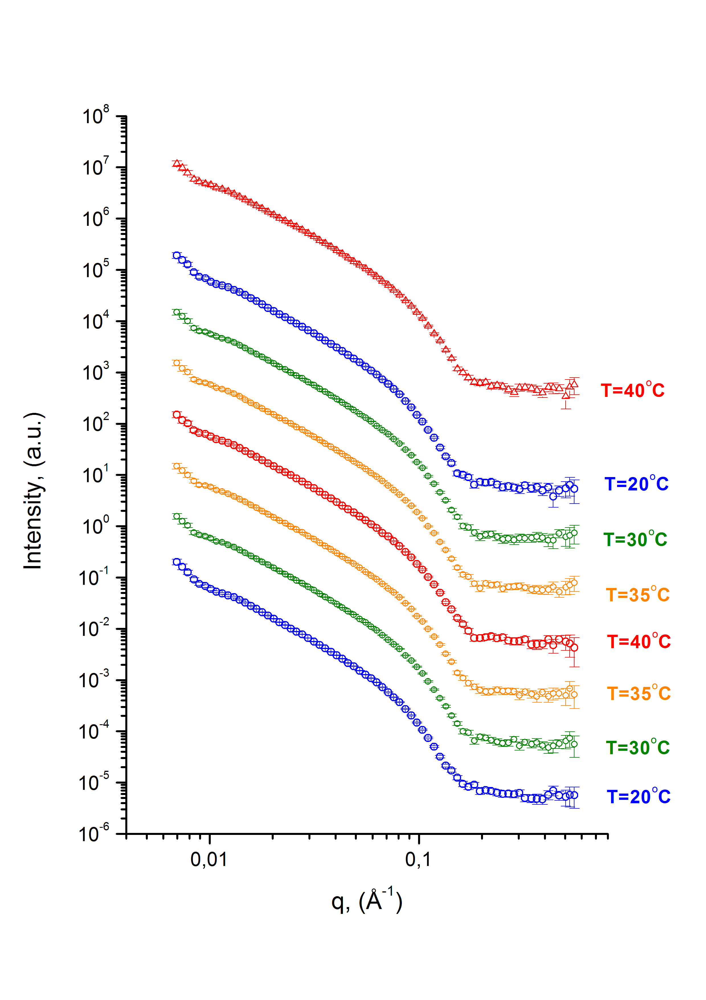 10^8
10^7
10^6
10^5
10^4
10^3
10^2
10^1
10^0
10^-1
10^-2
10^-3
10^-4
10^-5
10^-6
Intensity, (a.u.)
T=40°C
T=20°C
T=30°C
T=35°C
T=40°C
T=35°C
T=30°C
T=20°C
0,01 0,1
q, (Å^-1)